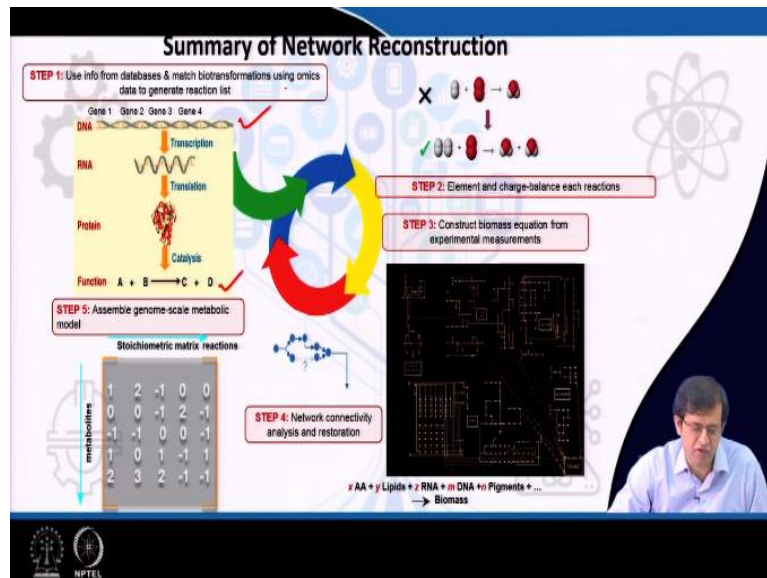 Summary of Network Reconstruction
STEP 1: Use info from databases & match biotransformations using omics
data to generate reaction list
Gene 1 Gene 2 Gene 3 Gene 4
DNA
Transcription
RNA
Translation
Protein
Catalysis
Function A + B → C + D
+ →
+ → +
STEP 2: Element and charge-balance each reactions
STEP 3: Construct biomass equation from
experimental measurements
STEP 5: Assemble genome-scale metabolic
model
Stoichiometric matrix reactions
metabolites
1 2 -1 0 0
0 0 -1 2 -1
-1 -1 0 0 -1
1 0 1 -1 1
2 3 2 -1 -1
?
STEP 4: Network connectivity
analysis and restoration
x AA + y Lipids + z RNA + m DNA +n Pigments + ...
→ Biomass
NPTEL